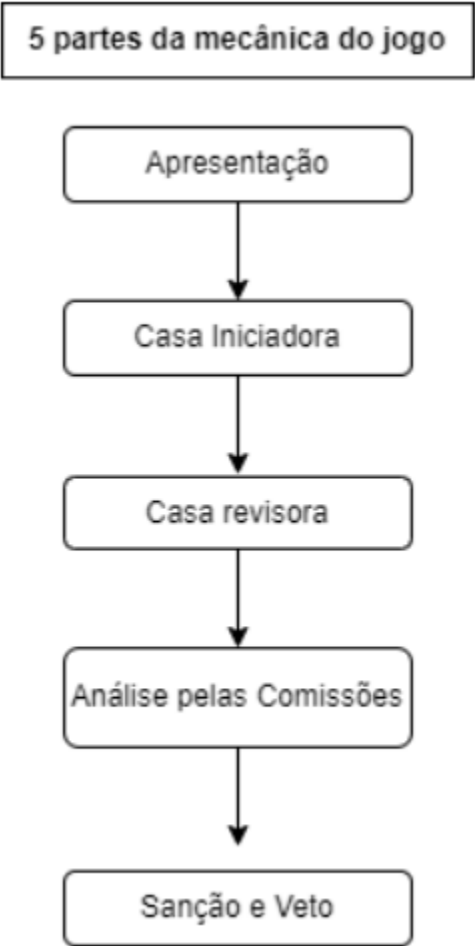 5 partes da mecânica do jogo
Apresentação
Casa Iniciadora
Casa revisora
Análise pelas Comissões
Sanção e Veto